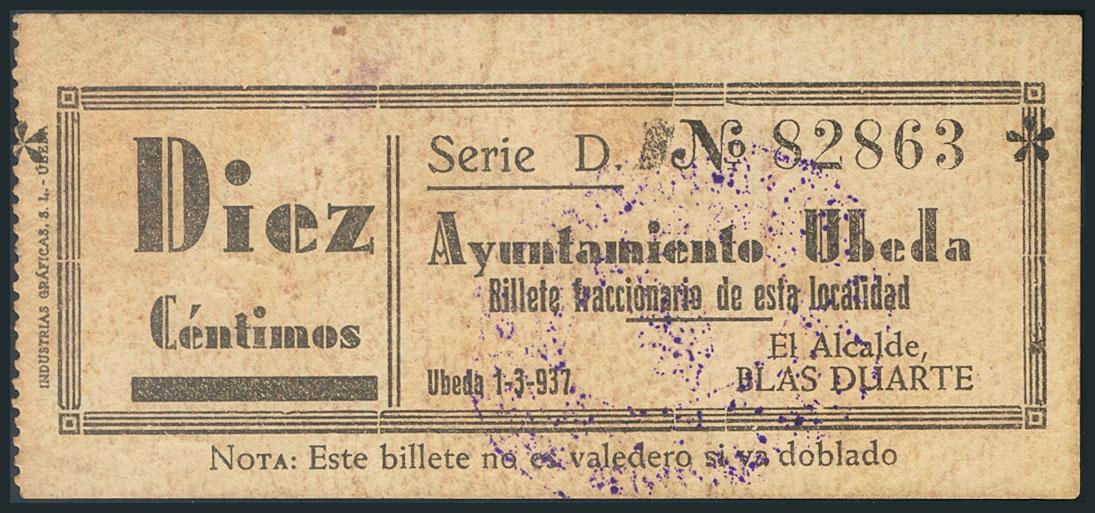 INDUSTRIAS GRÁFICAS, S. L. - ÚBEDA
Diez
Céntimos
Serie D. Nº 82863
Ayuntamiento Ubeda
Billete fraccionario de esta localidad
El Alcalde,
Ubeda 1-3-937 BLAS DUARTE
NOTA: Este billete no es valedero si va doblado